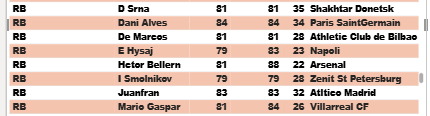 RB D Srna 81 81 35 Shakhtar Donetsk
RB Dani Alves 84 84 34 Paris SaintGermain
RB De Marcos 81 81 28 Athletic Club de Bilbao
RB E Hysaj 79 83 23 Napoli
RB Hctor Bellern 81 88 22 Arsenal
RB I Smolnikov 79 79 28 Zenit St Petersburg
RB Juanfran 83 83 32 Atltico Madrid
RB Mario Gaspar 81 84 26 Villarreal CF